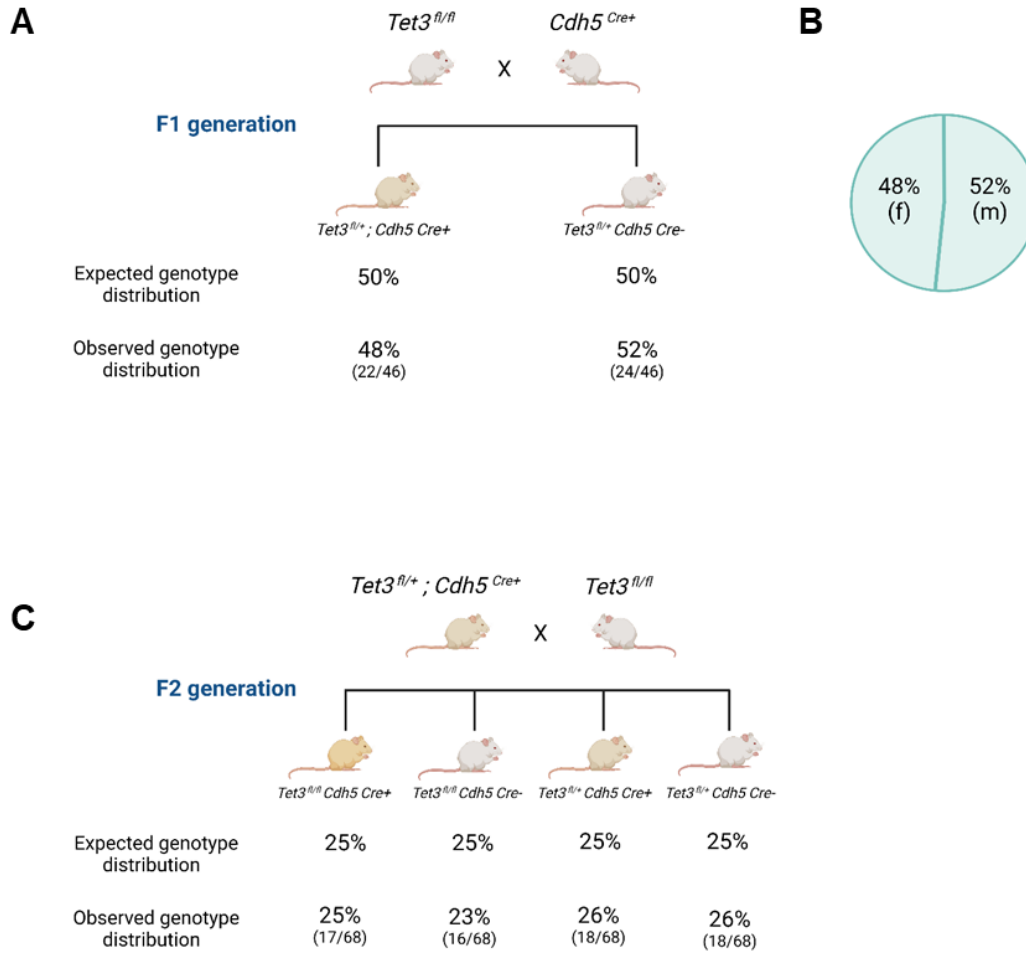 A
B
Tet3 fl/fl Cdh5 Cre+
X
F1 generation
Tet3 fl/+ ; Cdh5 Cre+ Tet3 fl/+ Cdh5 Cre-
Expected genotype
distribution
50% 50%
Observed genotype
distribution
48% 52%
(22/46) (24/46)
48%
(f)
52%
(m)
C
Tet3 fl/+ ; Cdh5 Cre+ Tet3 fl/fl
X
F2 generation
Tet3 fl/fl Cdh5 Cre+ Tet3 fl/fl Cdh5 Cre- Tet3 fl/+ Cdh5 Cre+ Tet3 fl/+ Cdh5 Cre-
Expected genotype
distribution
25% 25% 25% 25%
Observed genotype
distribution
25% 23% 26% 26%
(17/68) (16/68) (18/68) (18/68)